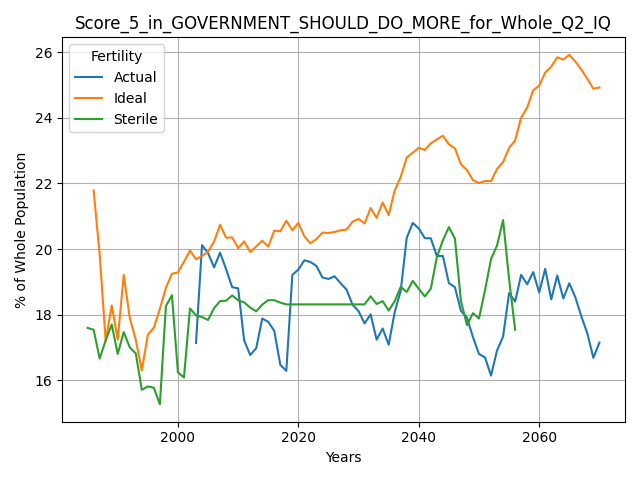 Score_5_in_GOVERNMENT_SHOULD_DO_MORE_for_Whole_Q2_IQ
Fertility
Actual
Ideal
Sterile
% of Whole Population
26
24
22
20
18
16
2000
2020
2040
2060
Years